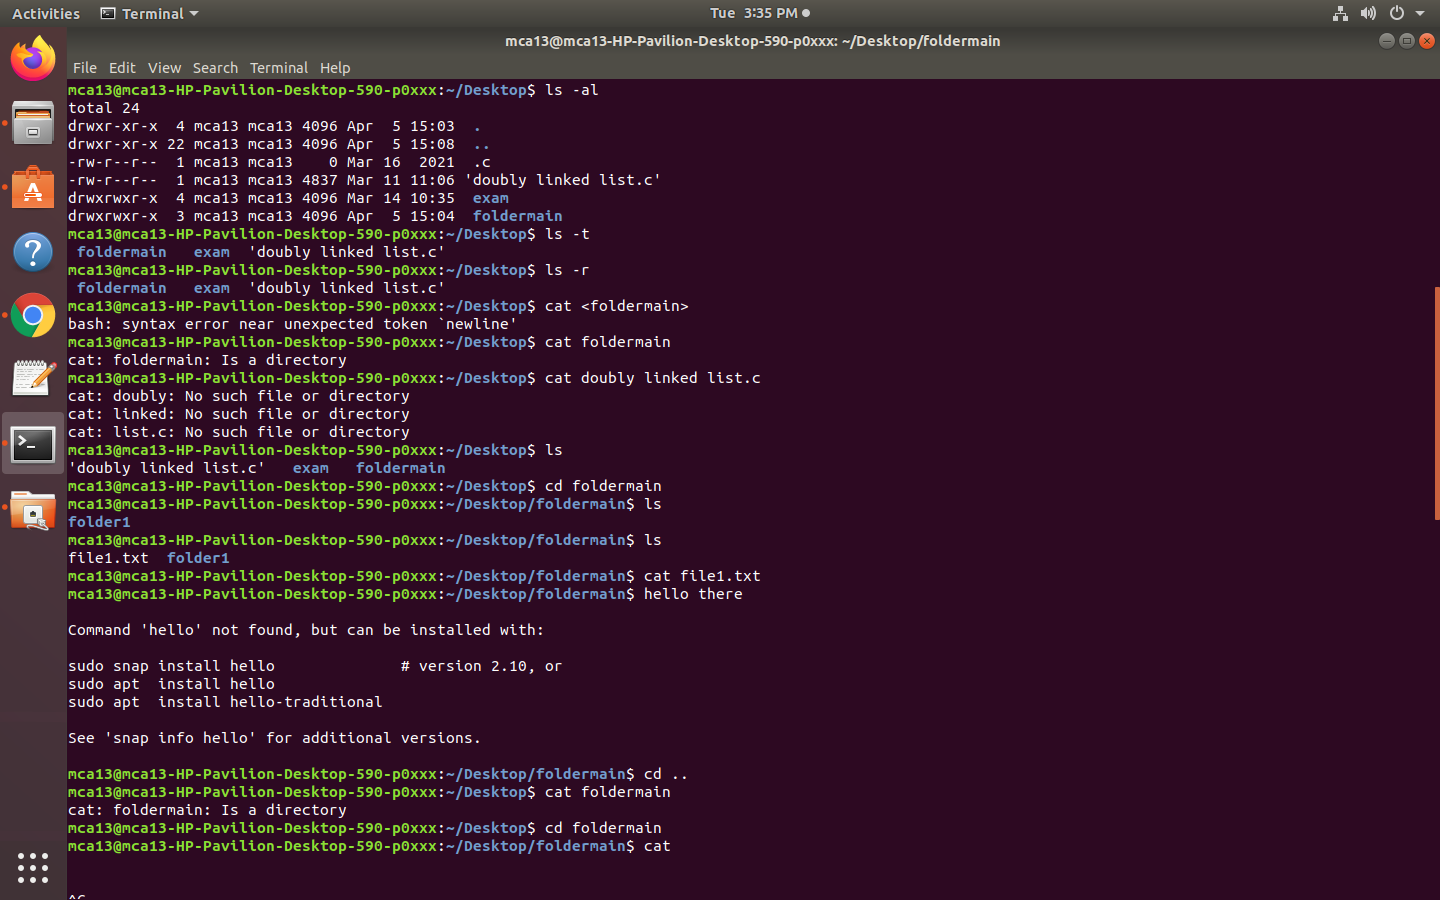 Activities Terminal Tue 3:35 PM
mca13@mca13-HP-Pavilion-Desktop-590-p0xxx: ~/Desktop/foldermain
File Edit View Search Terminal Help
mca13@mca13-HP-Pavilion-Desktop-590-p0xxx:~/Desktop$ ls -al
total 24
drwxr-xr-x  4 mca13 mca13 4096 Apr  5 15:03  .
drwxr-xr-x 22 mca13 mca13 4096 Apr  5 15:08  ..
-rw-r--r--  1 mca13 mca13    0 Mar 16  2021  .c
-rw-r--r--  1 mca13 mca13 4837 Mar 11 11:06 'doubly linked list.c'
drwxrwxr-x  4 mca13 mca13 4096 Mar 14 10:35  exam
drwxrwxr-x  3 mca13 mca13 4096 Apr  5 15:04  foldermain
mca13@mca13-HP-Pavilion-Desktop-590-p0xxx:~/Desktop$ ls -t
 foldermain   exam  'doubly linked list.c'
mca13@mca13-HP-Pavilion-Desktop-590-p0xxx:~/Desktop$ ls -r
 foldermain   exam  'doubly linked list.c'
mca13@mca13-HP-Pavilion-Desktop-590-p0xxx:~/Desktop$ cat <foldermain>
bash: syntax error near unexpected token `newline'
mca13@mca13-HP-Pavilion-Desktop-590-p0xxx:~/Desktop$ cat foldermain
cat: foldermain: Is a directory
mca13@mca13-HP-Pavilion-Desktop-590-p0xxx:~/Desktop$ cat doubly linked list.c
cat: doubly: No such file or directory
cat: linked: No such file or directory
cat: list.c: No such file or directory
mca13@mca13-HP-Pavilion-Desktop-590-p0xxx:~/Desktop$ ls
'doubly linked list.c'   exam   foldermain
mca13@mca13-HP-Pavilion-Desktop-590-p0xxx:~/Desktop$ cd foldermain
mca13@mca13-HP-Pavilion-Desktop-590-p0xxx:~/Desktop/foldermain$ ls
folder1
mca13@mca13-HP-Pavilion-Desktop-590-p0xxx:~/Desktop/foldermain$ ls
file1.txt  folder1
mca13@mca13-HP-Pavilion-Desktop-590-p0xxx:~/Desktop/foldermain$ cat file1.txt
mca13@mca13-HP-Pavilion-Desktop-590-p0xxx:~/Desktop/foldermain$ hello there
Command 'hello' not found, but can be installed with:
sudo snap install hello              # version 2.10, or
sudo apt  install hello
sudo apt  install hello-traditional
See 'snap info hello' for additional versions.
mca13@mca13-HP-Pavilion-Desktop-590-p0xxx:~/Desktop/foldermain$ cd ..
mca13@mca13-HP-Pavilion-Desktop-590-p0xxx:~/Desktop$ cat foldermain
cat: foldermain: Is a directory
mca13@mca13-HP-Pavilion-Desktop-590-p0xxx:~/Desktop$ cd foldermain
mca13@mca13-HP-Pavilion-Desktop-590-p0xxx:~/Desktop/foldermain$ cat